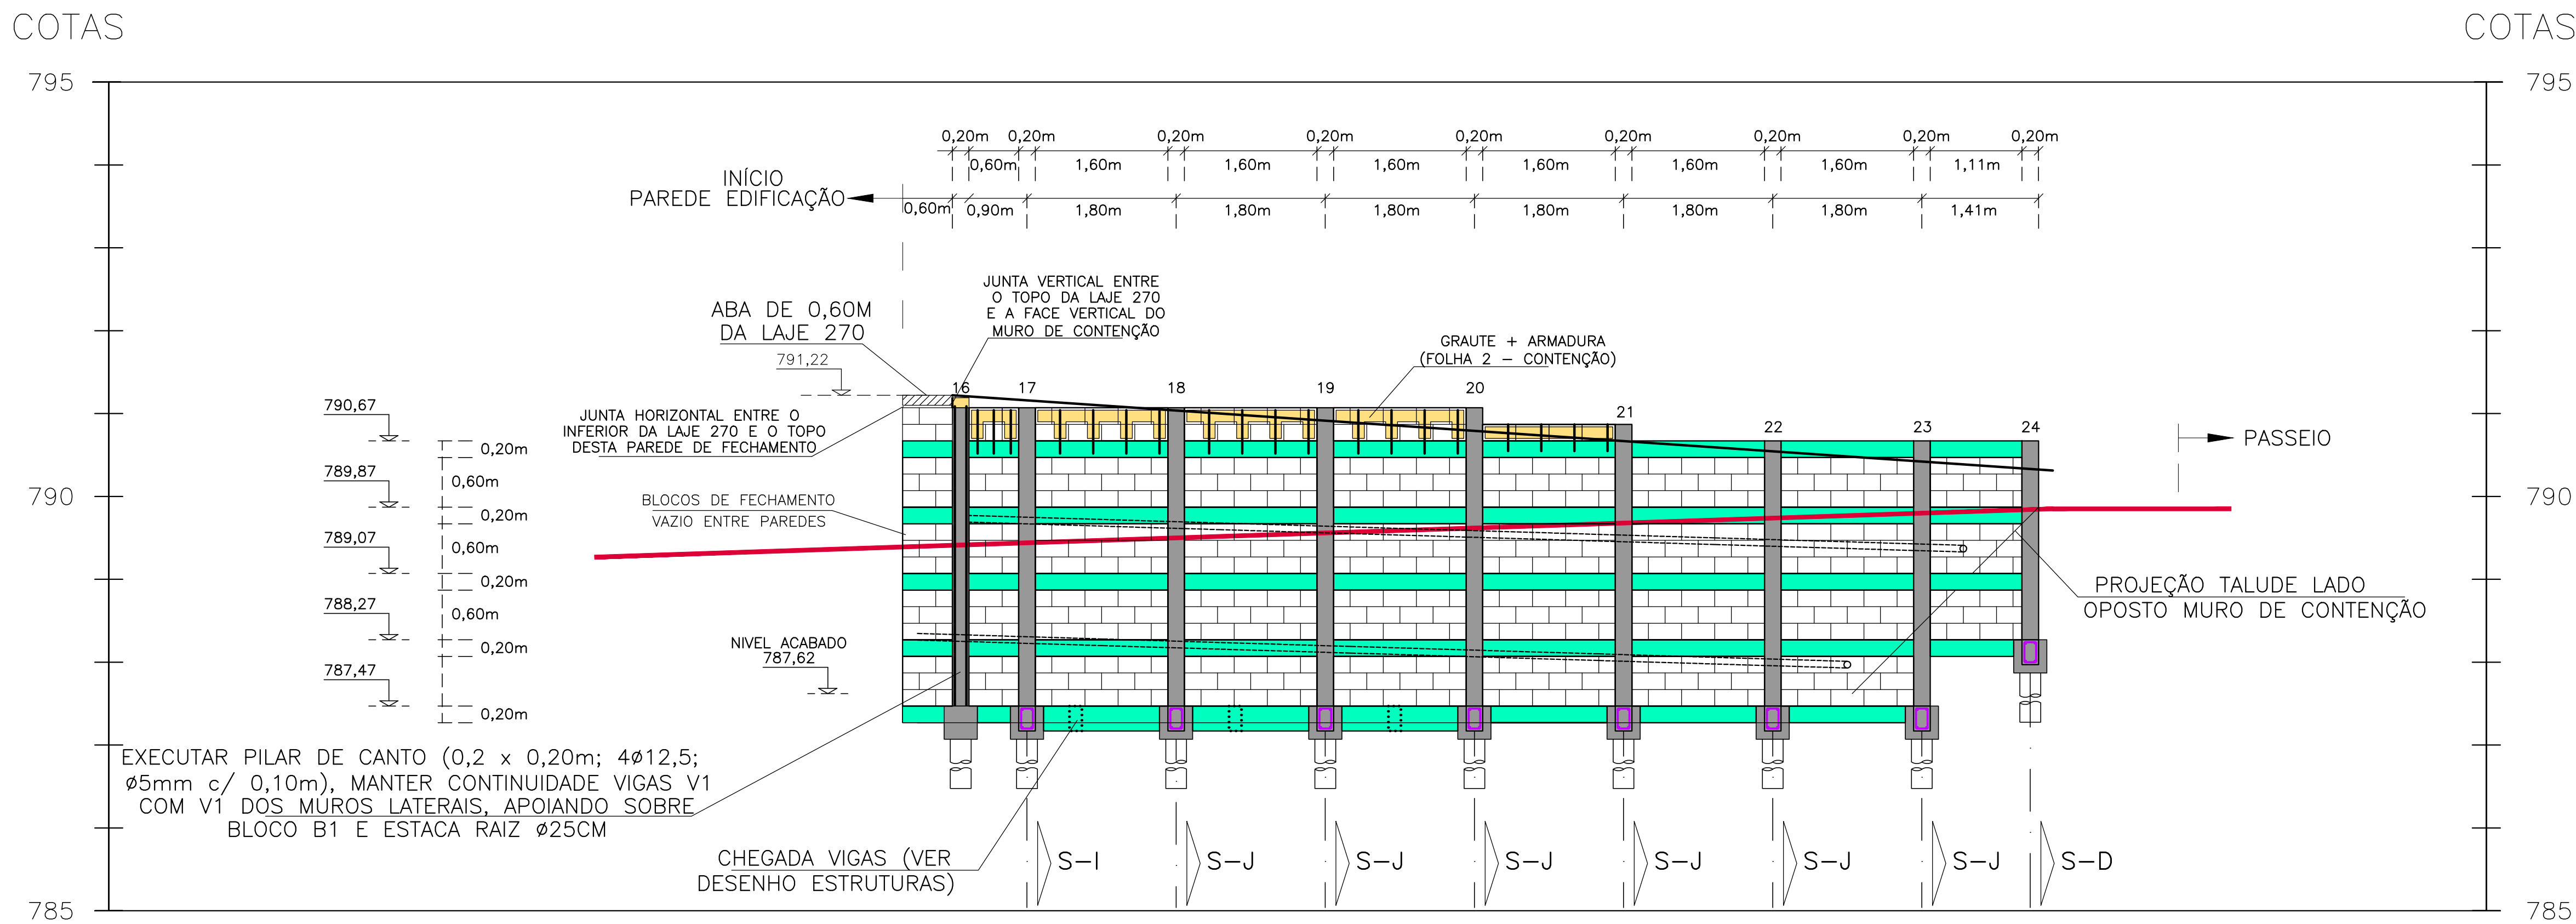 COTAS
COTAS
795
795
0,20m 0,20m 0,20m 0,20m 0,20m 0,20m 0,20m 0,20m 0,20m
0,60m 1,60m 1,60m 1,60m 1,60m 1,60m 1,60m 1,11m
INÍCIO
PAREDE EDIFICAÇÃO
0,60m 0,90m 1,80m 1,80m 1,80m 1,80m 1,80m 1,80m 1,41m
JUNTA VERTICAL ENTRE
O TOPO DA LAJE 270
E A FACE VERTICAL DO
MURO DE CONTENÇÃO
ABA DE 0,60M
DA LAJE 270
791,22
GRAUTE + ARMADURA
(FOLHA 2 – CONTENÇÃO)
16 17 18 19 20 21 22 23 24
JUNTA HORIZONTAL ENTRE O
INFERIOR DA LAJE 270 E O TOPO
DESTA PAREDE DE FECHAMENTO
PASSEIO
790,67
0,20m
789,87
0,60m
0,20m
789,07
0,60m
0,20m
788,27
0,60m
0,20m
787,47
0,20m
790
790
BLOCOS DE FECHAMENTO
VAZIO ENTRE PAREDES
NIVEL ACABADO
787,62
PROJEÇÃO TALUDE LADO
OPOSTO MURO DE CONTENÇÃO
EXECUTAR PILAR DE CANTO (0,2 x 0,20m; 4ø12,5;
ø5mm c/ 0,10m), MANTER CONTINUIDADE VIGAS V1
COM V1 DOS MUROS LATERAIS, APOIANDO SOBRE
BLOCO B1 E ESTACA RAIZ ø25CM
CHEGADA VIGAS (VER
DESENHO ESTRUTURAS)
S–I S–J S–J S–J S–J S–J S–J S–D
785
785